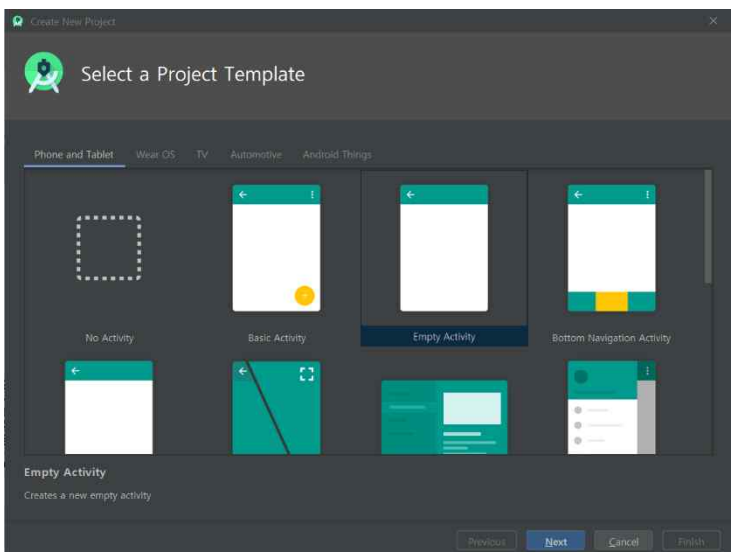 Create New Project
Select a Project Template
Phone and Tablet Wear OS TV Automotive Android Things
No Activity Basic Activity Empty Activity Bottom Navigation Activity
Empty Activity
Creates a new empty activity
Previous Next Cancel Finish